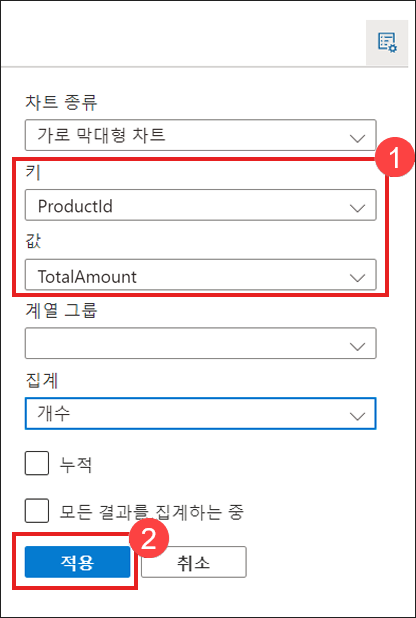 차트 종류
가로 막대형 차트
1
키
ProductId
값
TotalAmount
계열 그룹
집계
개수
누적
모든 결과를 집계하는 중
2
적용
취소